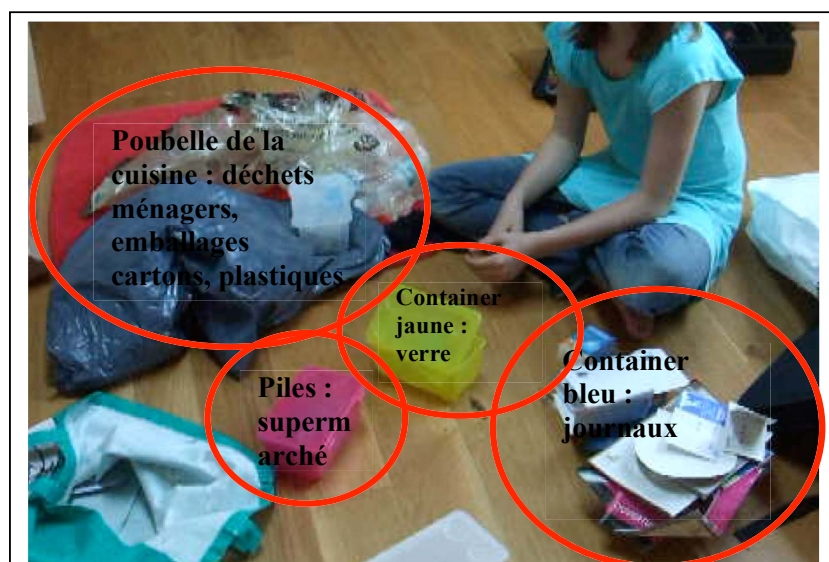 Poubelle de la
cuisine : déchets
ménagers,
emballages
cartons, plastiques
Container
jaune :
verre
Piles :
superm
arché
Container
bleu :
journaux